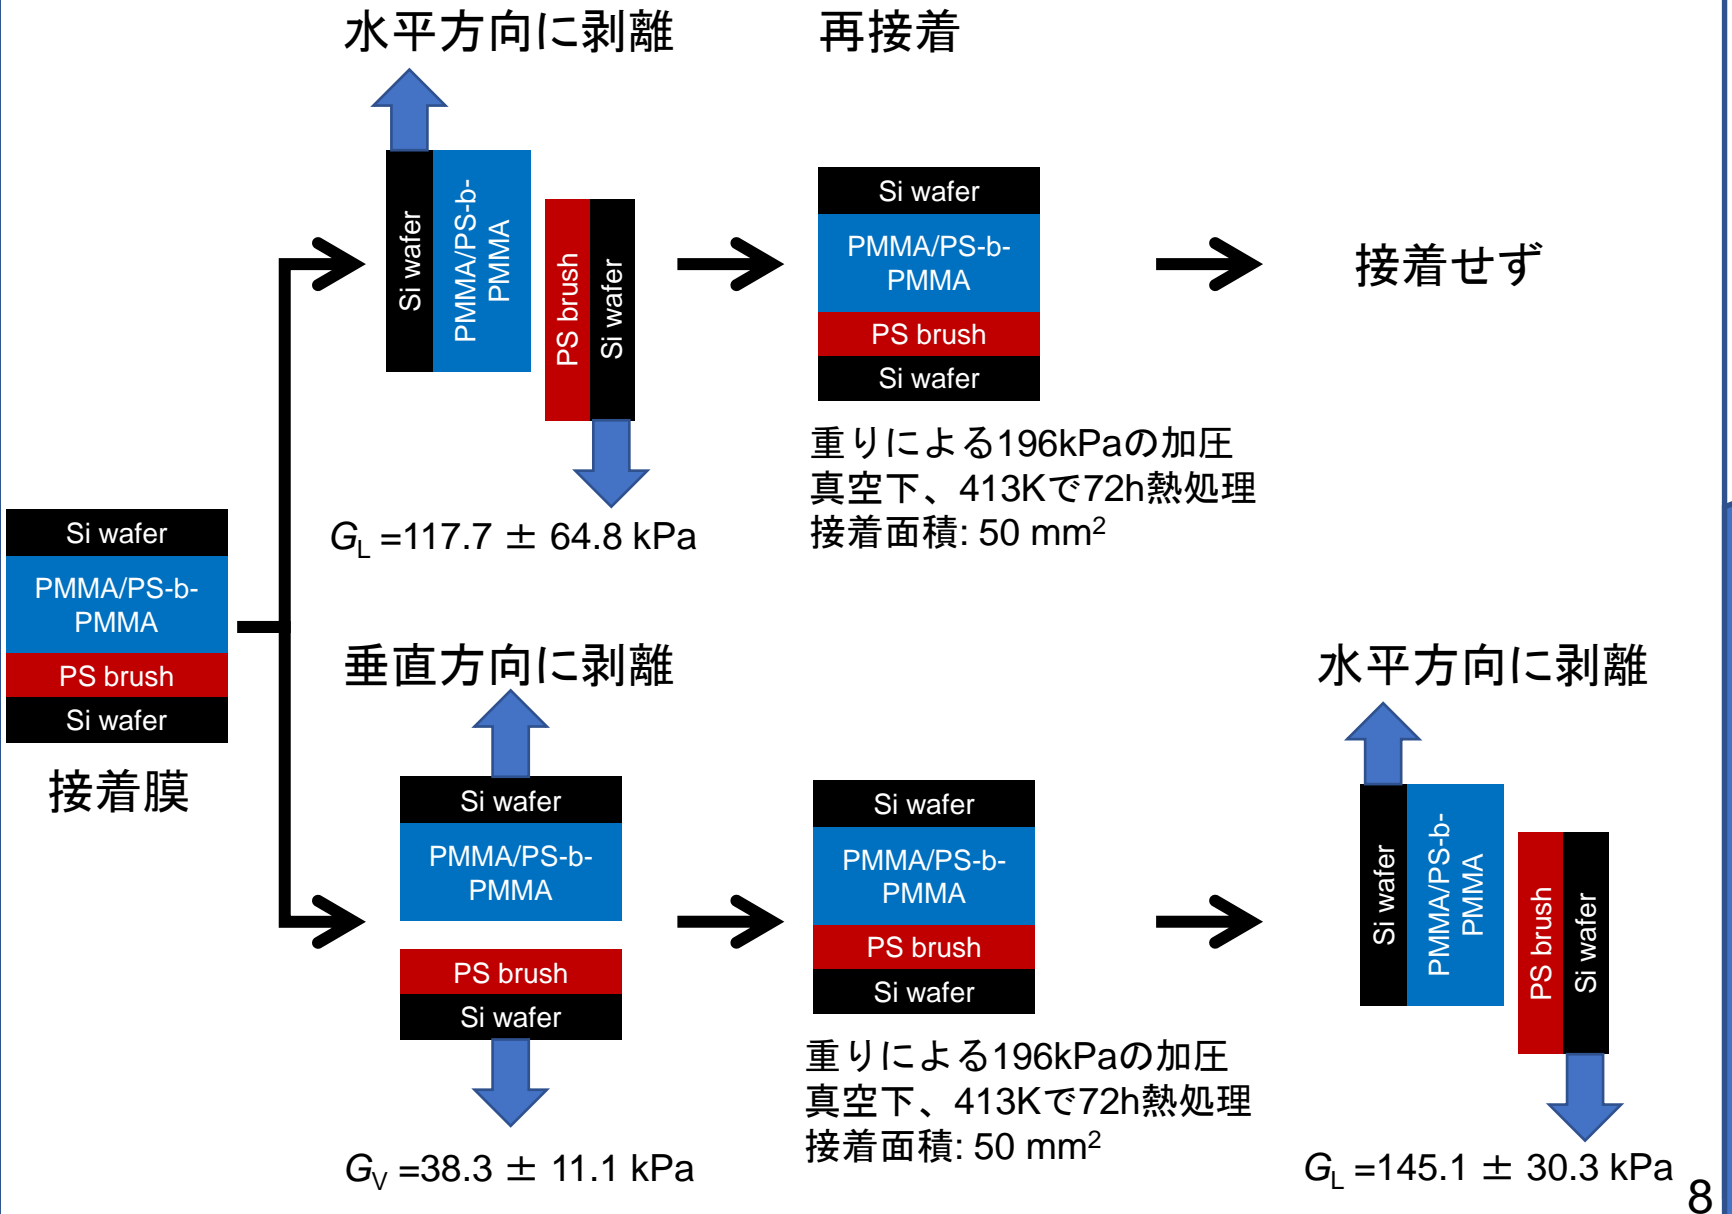 水平方向に剥離
再接着
Si wafer
PMMA/PS-b-
PMMA
PS brush
Si wafer
Si wafer
PMMA/PS-b-
PMMA
PS brush
Si wafer
接着せず
重りによる196kPaの加圧
真空下、413Kで72h熱処理
接着面積: 50 mm²
G_L =117.7 ± 64.8 kPa
Si wafer
PMMA/PS-b-
PMMA
PS brush
Si wafer
接着膜
垂直方向に剥離
水平方向に剥離
Si wafer
PMMA/PS-b-
PMMA
PS brush
Si wafer
Si wafer
PMMA/PS-b-
PMMA
PS brush
Si wafer
Si wafer
PMMA/PS-b-
PMMA
PS brush
Si wafer
重りによる196kPaの加圧
真空下、413Kで72h熱処理
接着面積: 50 mm²
G_V =38.3 ± 11.1 kPa
G_L =145.1 ± 30.3 kPa
8